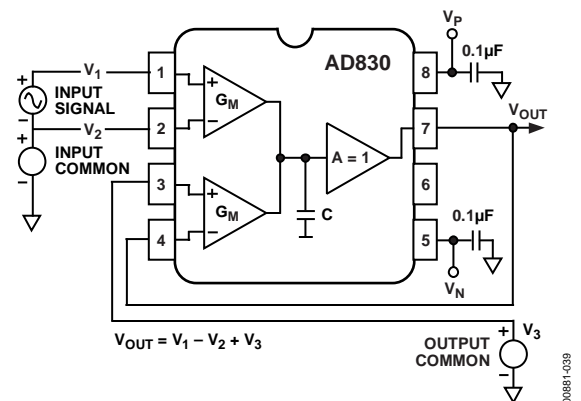 VP
AD830
0.1µF
V1
1
8
INPUT
SIGNAL
+
–
GM
VOUT
V2
2
7
A = 1
INPUT
COMMON
+
–
3
6
+
–
GM
C
0.1µF
4
5
VN
VOUT = V1 – V2 + V3
OUTPUT
COMMON
+
–
V3
00881-039